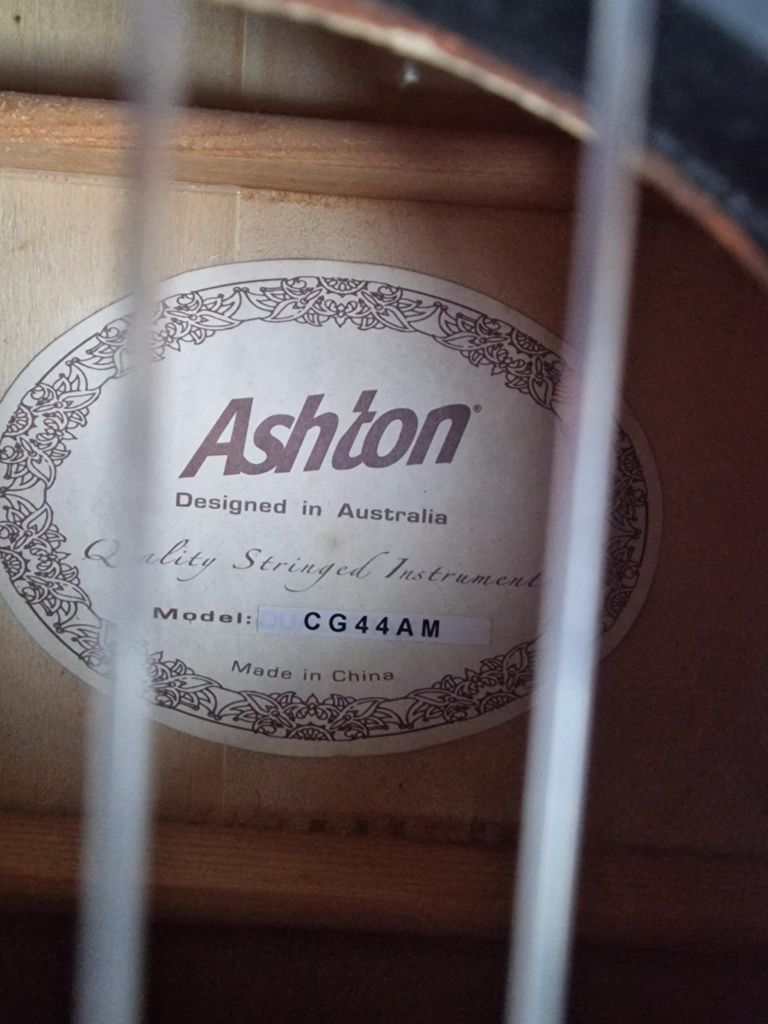 Ashton®
Designed in Australia
Quality Stringed Instrument
Model: CG44AM
Made in China